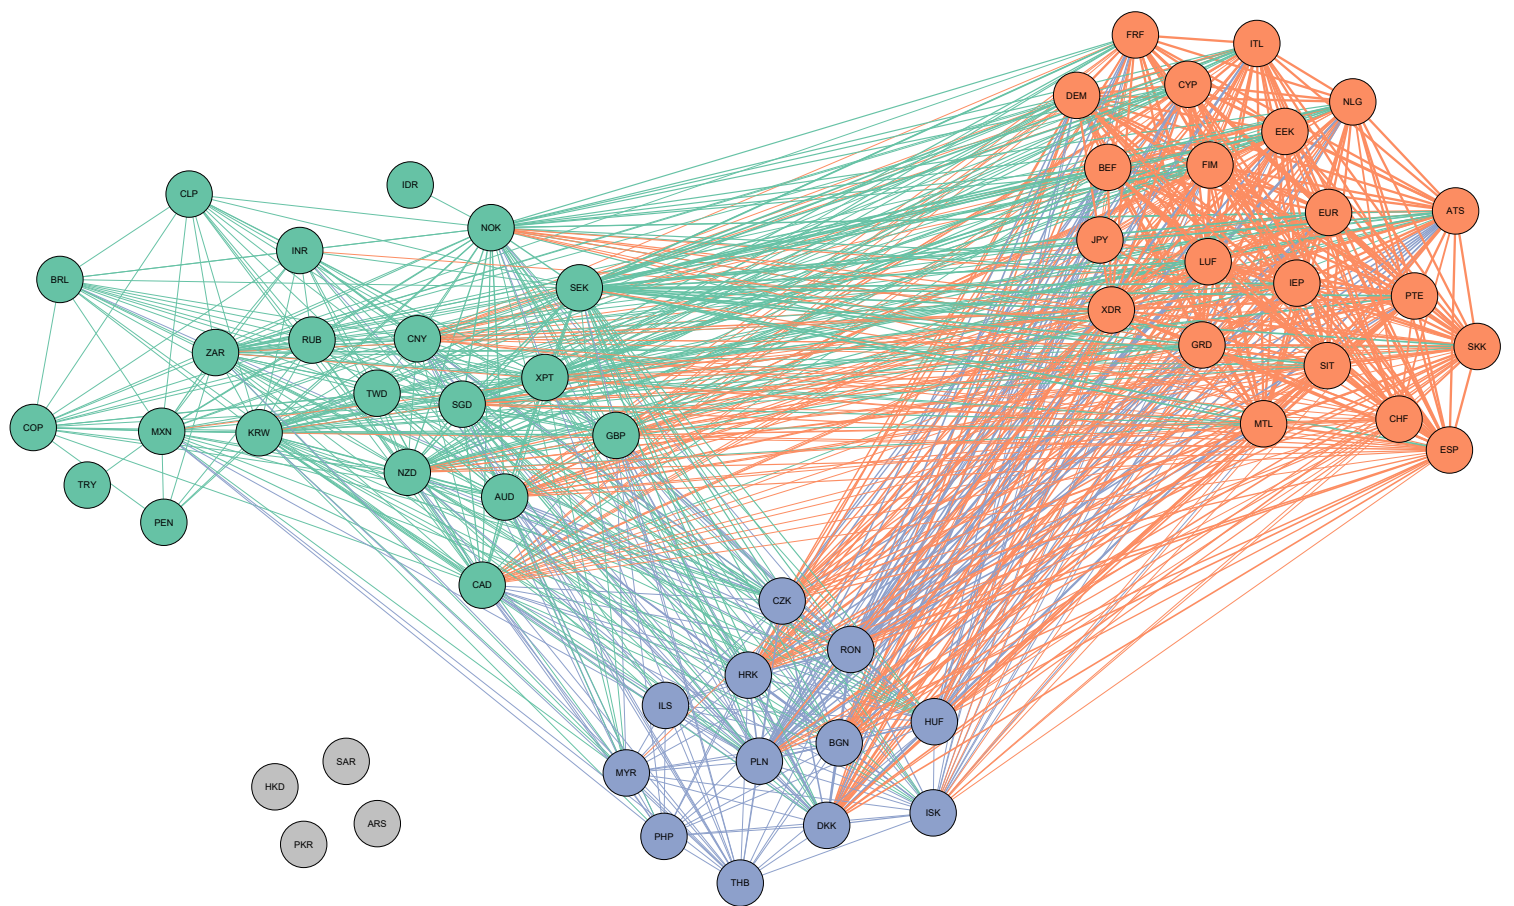 FRF
ITL
DEM
CYP
NLG
EEK
BEF
FIM
IDR
CLP
EUR
ATS
NOK
JPY
INR
LUF
BRL
IEP
SEK
PTE
XDR
CNY
RUB
GRD
SKK
ZAR
SIT
XPT
TWD
SGD
CHF
MTL
COP
MXN
KRW
GBP
ESP
NZD
TRY
AUD
PEN
CAD
CZK
RON
HRK
ILS
HUF
BGN
SAR
PLN
MYR
HKD
ISK
ARS
DKK
PHP
PKR
THB